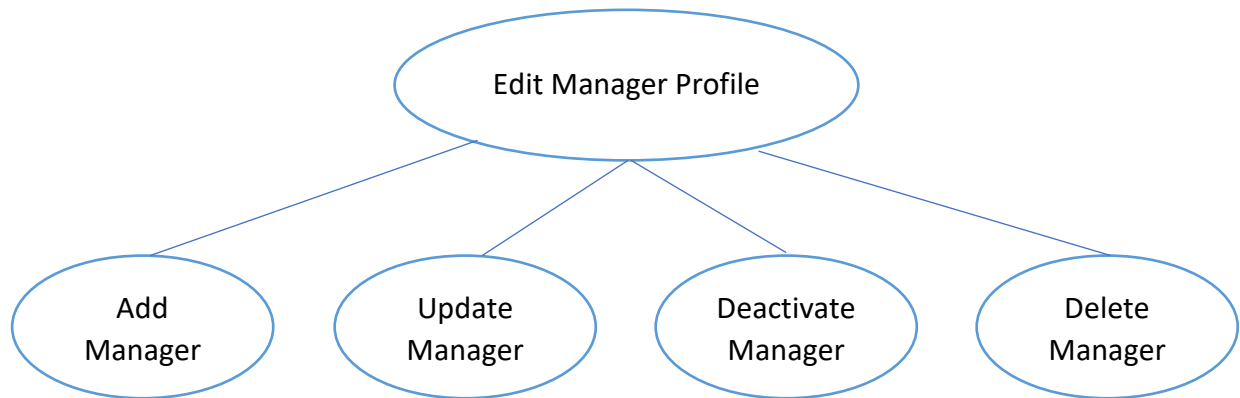 Edit Manager Profile
Add
Manager
Update
Manager
Deactivate
Manager
Delete
Manager